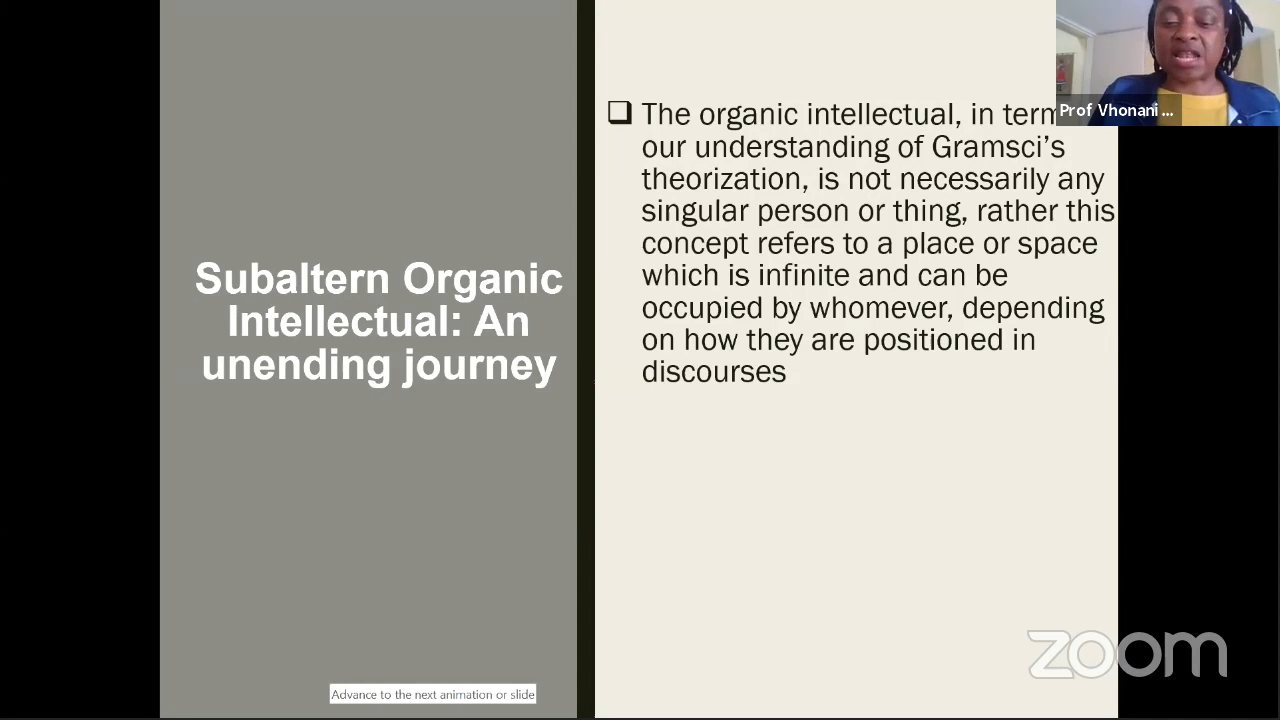 Subaltern Organic
Intellectual: An
unending journey
The organic intellectual, in
our understanding of Gramsci’s
theorization, is not necessarily any
singular person or thing, rather this
concept refers to a place or space
which is infinite and can be
occupied by whomever, depending
on how they are positioned in
discourses
Prof Vhonani ...
zoom
Advance to the next animation or slide